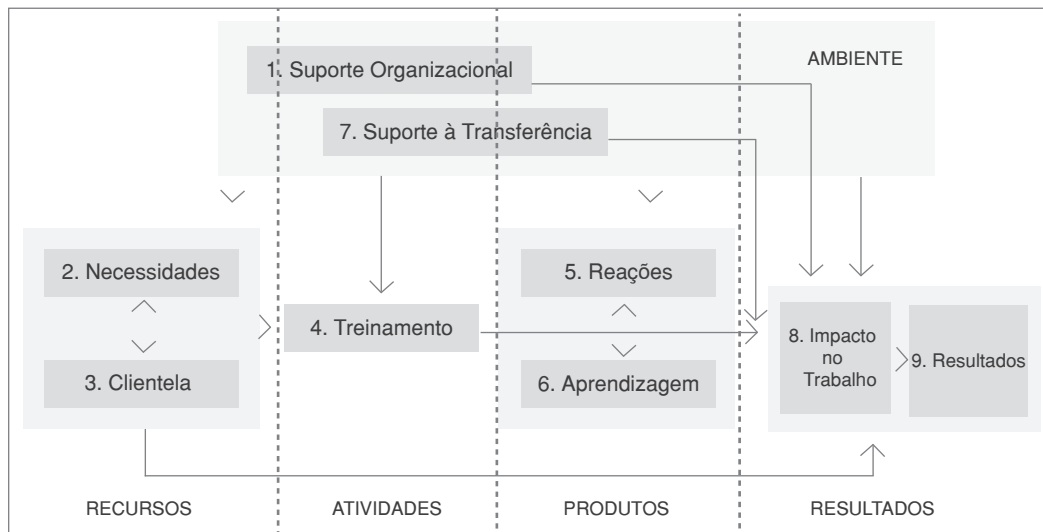 1. Suporte Organizacional
AMBIENTE
7. Suporte à Transferência
2. Necessidades
3. Clientela
4. Treinamento
5. Reações
6. Aprendizagem
8. Impacto
no
Trabalho
9. Resultados
RECURSOS
ATIVIDADES
PRODUTOS
RESULTADOS